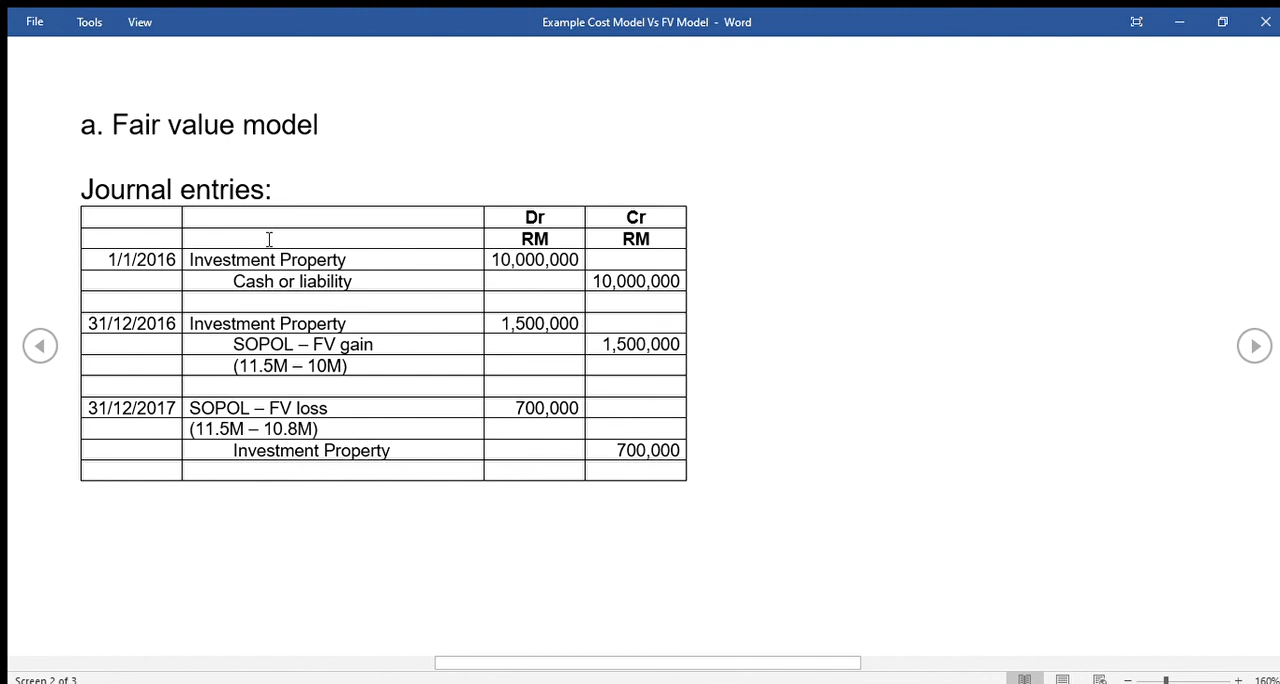 File Tools View Example Cost Model Vs FV Model - Word
a. Fair value model
Journal entries:
Dr Cr
RM RM
1/1/2016 Investment Property 10,000,000
Cash or liability 10,000,000
31/12/2016 Investment Property 1,500,000
SOPOL – FV gain 1,500,000
(11.5M – 10M)
31/12/2017 SOPOL – FV loss 700,000
(11.5M – 10.8M)
Investment Property 700,000
Screen 2 of 3 160%